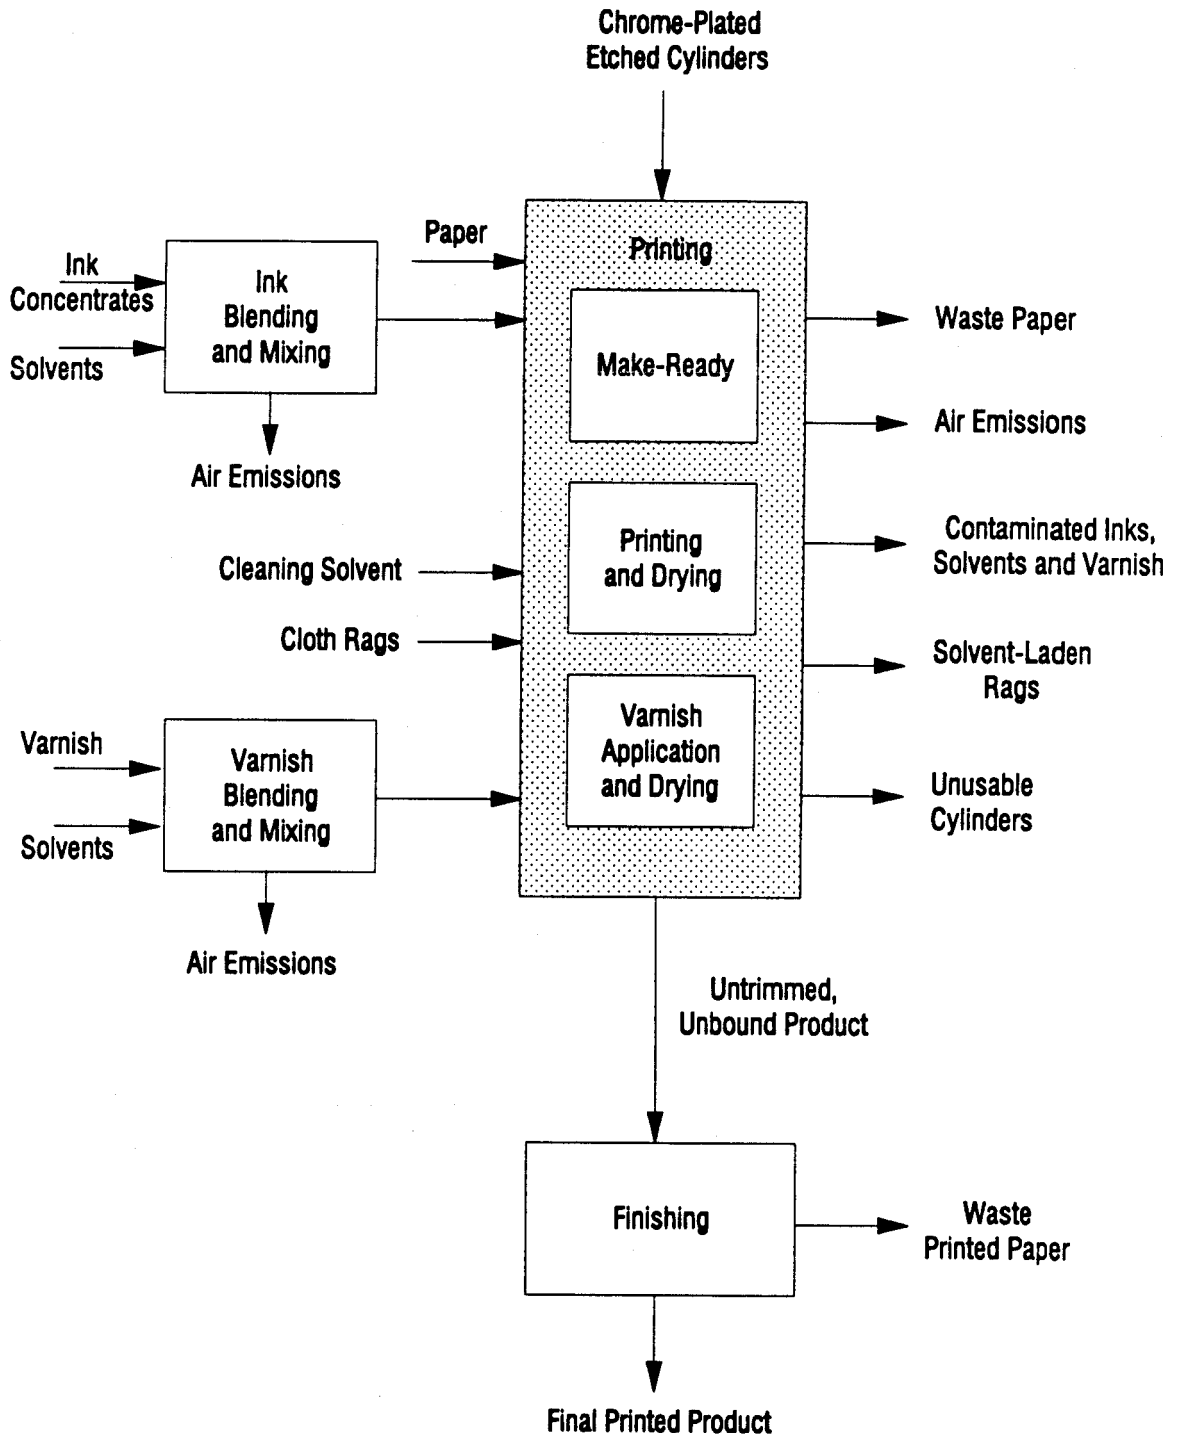 Chrome-Plated
Etched Cylinders
Paper
Printing
Ink
Concentrates
Solvents
Ink
Blending
and Mixing
Air Emissions
Make-Ready
Waste Paper
Air Emissions
Printing
and Drying
Contaminated Inks,
Solvents and Varnish
Cleaning Solvent
Cloth Rags
Solvent-Laden
Rags
Varnish
Solvents
Varnish
Blending
and Mixing
Air Emissions
Varnish
Application
and Drying
Unusable
Cylinders
Untrimmed,
Unbound Product
Finishing
Waste
Printed Paper
Final Printed Product